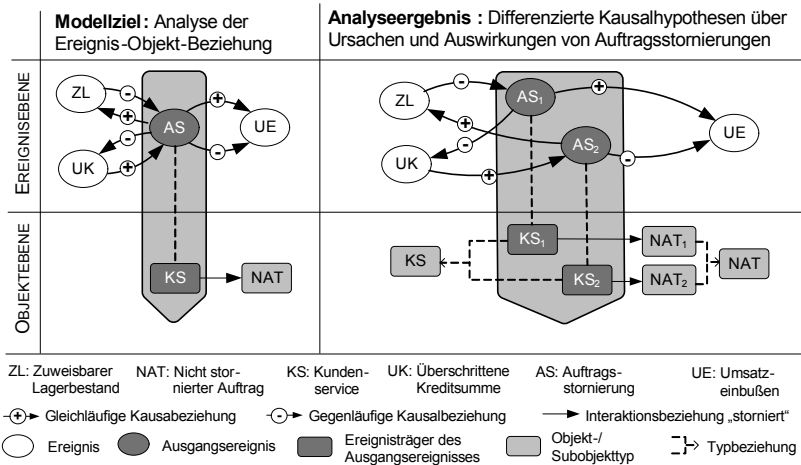 Modellziel: Analyse der
Ereignis-Objekt-Beziehung
Analyseergebnis : Differenzierte Kausalhypothesen über
Ursachen und Auswirkungen von Auftragsstornierungen
EREIGNISEBENE
ZL
-
+
AS
+
UE
-
-
UK
+
ZL
-
AS1
+
+
-
AS2
UE
UK
+
-
OBJEKTEBENE
KS
NAT
KS
KS1
NAT1
NAT
KS2
NAT2
ZL: Zuweisbarer
Lagerbestand
NAT: Nicht stor-
nierter Auftrag
KS: Kunden-
service
UK: Überschrittene
Kreditsumme
AS: Auftrags-
stornierung
UE: Umsatz-
einbußen
+ Gleichläufige Kausabeziehung
- Gegenläufige Kausalbeziehung
Interaktionsbeziehung „storniert“
Ereignis
Ausgangsereignis
Ereignisträger des
Ausgangsereignisses
Objekt-/
Subobjekttyp
Typbeziehung